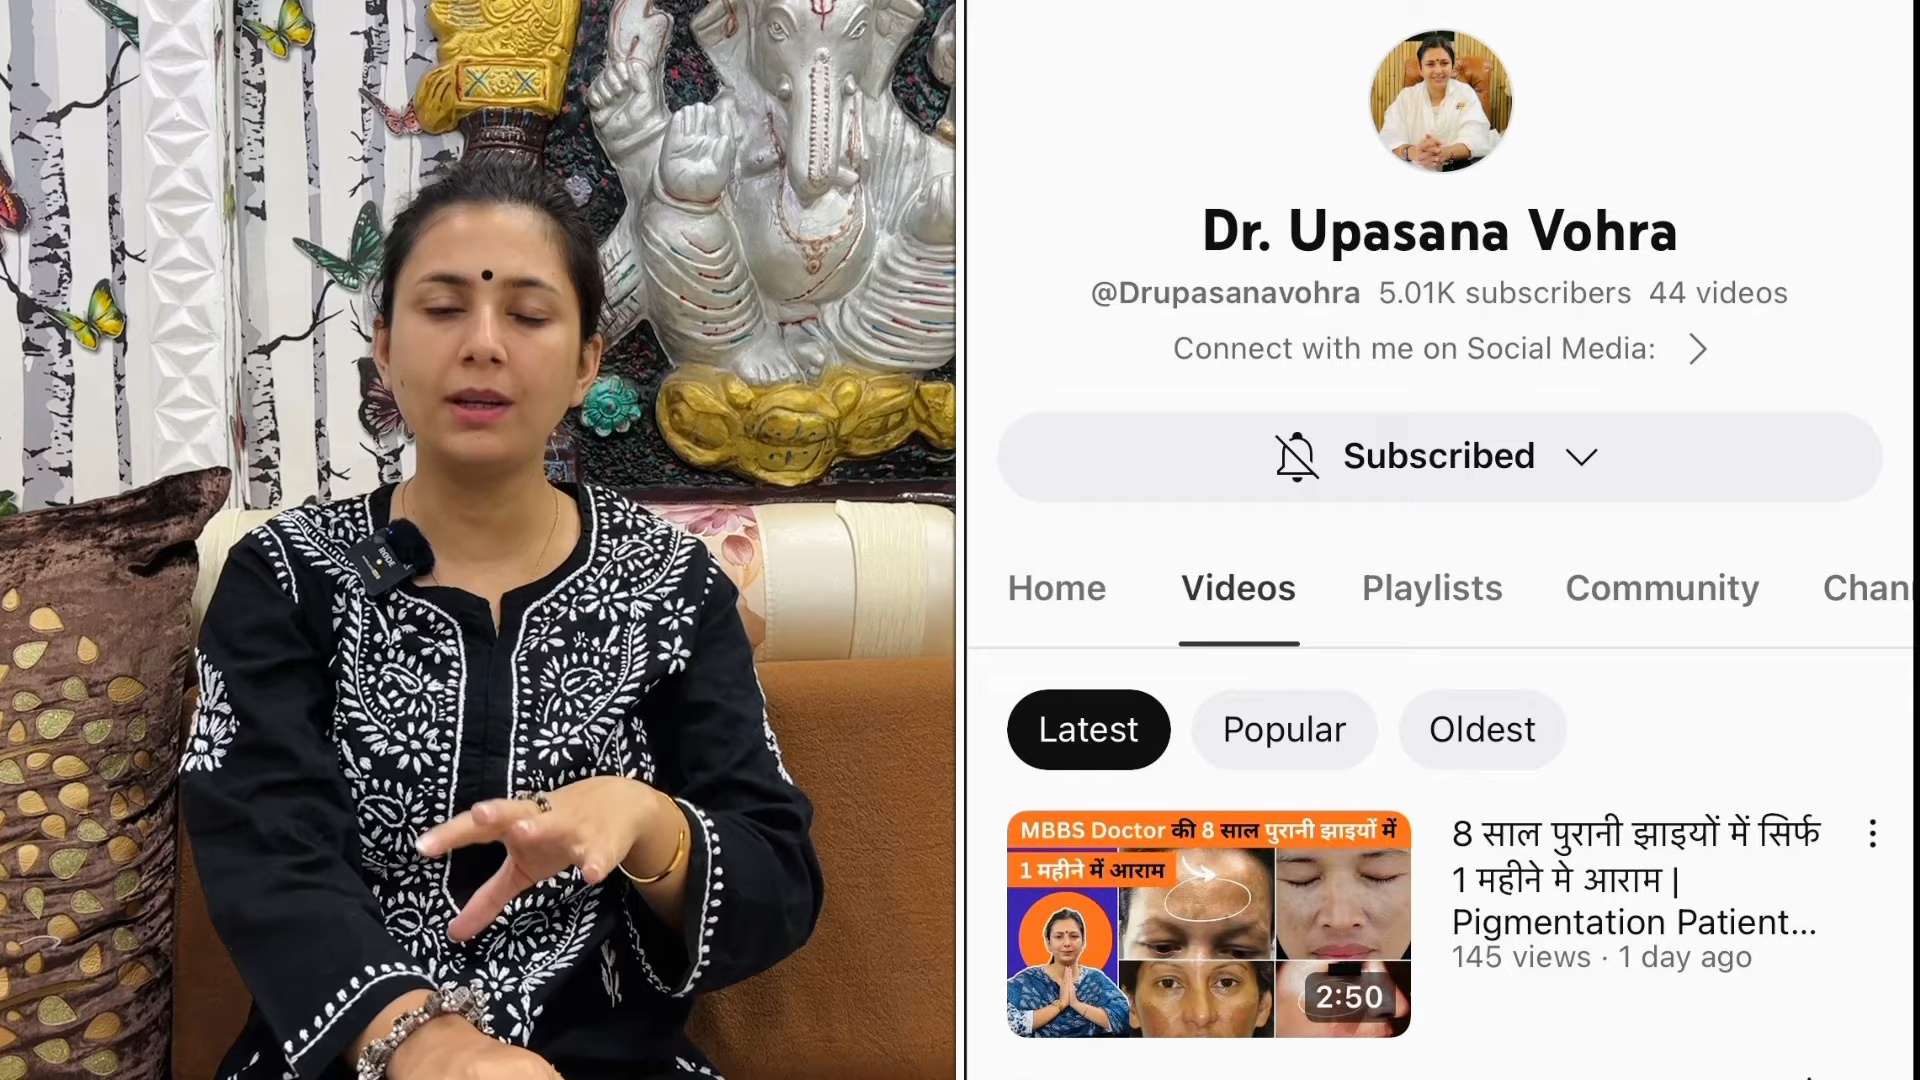 RODE
Dr. Upasana Vohra
@Drupasanavohra 5.01K subscribers 44 videos
Connect with me on Social Media:
Subscribed
Home Videos Playlists Community Chan
Latest Popular Oldest
MBBS Doctor की 8 साल पुरानी झाइयों में
1 महीने में आराम
2:50
8 साल पुरानी झाइयों में सिर्फ
1 महीने मे आराम |
Pigmentation Patient...
145 views · 1 day ago